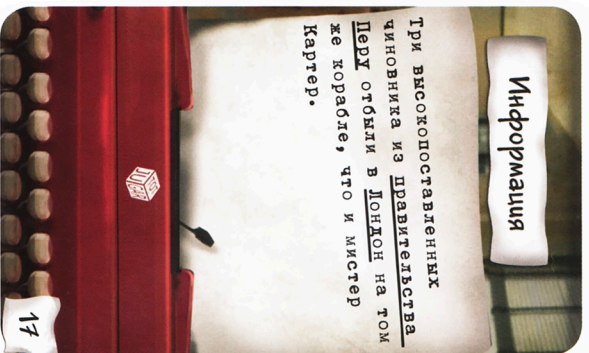 Информация
Три высокопоставленных
чиновника из правительства
Перу отбыли в Лондон на том
же корабле, что и мистер
Картер.
17